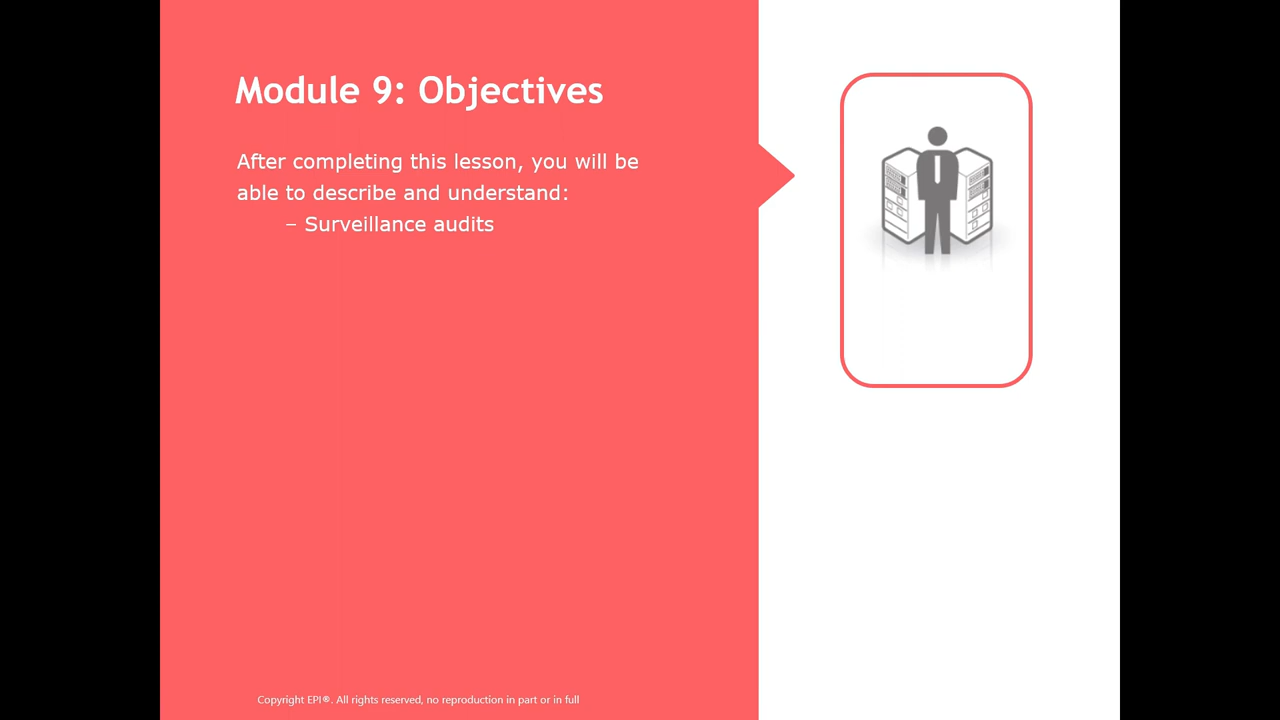 Module 9: Objectives
After completing this lesson, you will be
able to describe and understand:
– Surveillance audits
Copyright EPI®. All rights reserved, no reproduction in part or in full